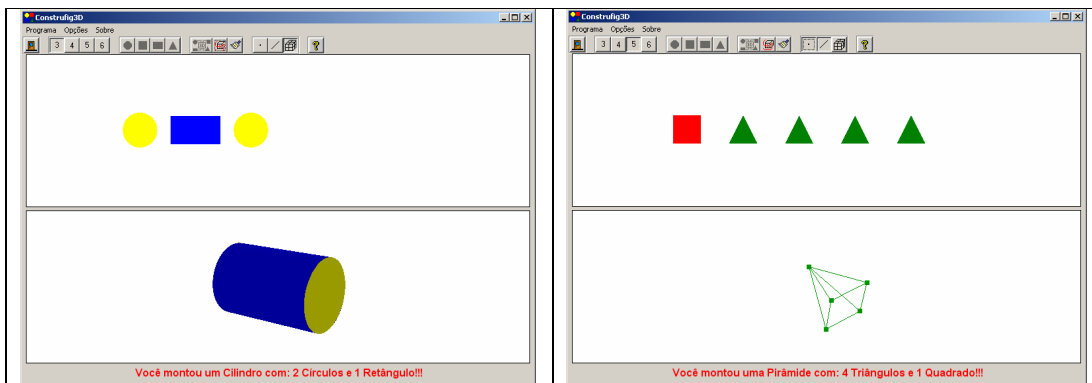 Construfig3D
Programa Opções Sobre
3 4 5 6 ?
Você montou um Cilindro com: 2 Círculos e 1 Retângulo!!!
Construfig3D
Programa Opções Sobre
3 4 5 6 ?
Você montou uma Pirâmide com: 4 Triângulos e 1 Quadrado!!!